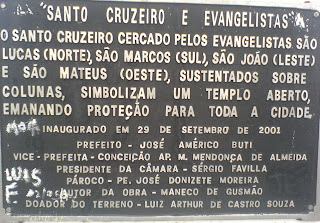 "SANTO CRUZEIRO E EVANGELISTAS"
O SANTO CRUZEIRO CERCADO PELOS EVANGELISTAS SÃO
LUCAS (NORTE), SÃO MARCOS (SUL), SÃO JOÃO (LESTE)
E SÃO MATEUS (OESTE), SUSTENTADOS SOBRE
COLUNAS, SIMBOLIZAM UM TEMPLO ABERTO,
EMANANDO PROTEÇÃO PARA TODA A CIDADE.
INAUGURADO EM 29 DE SETEMBRO DE 2001
PREFEITO - JOSÉ AMÉRICO BUTI
VICE - PREFEITA - CONCEIÇÃO AP. M. MENDONÇA DE ALMEIDA
PRESIDENTE DA CÂMARA - SÉRGIO FAVILLA
PÁROCO - PE. JOSÉ DONIZETE MOREIRA
AUTOR DA OBRA - MANECO DE GUSMÃO
DOADOR DO TERRENO - LUIZ ARTHUR DE CASTRO SOUZA